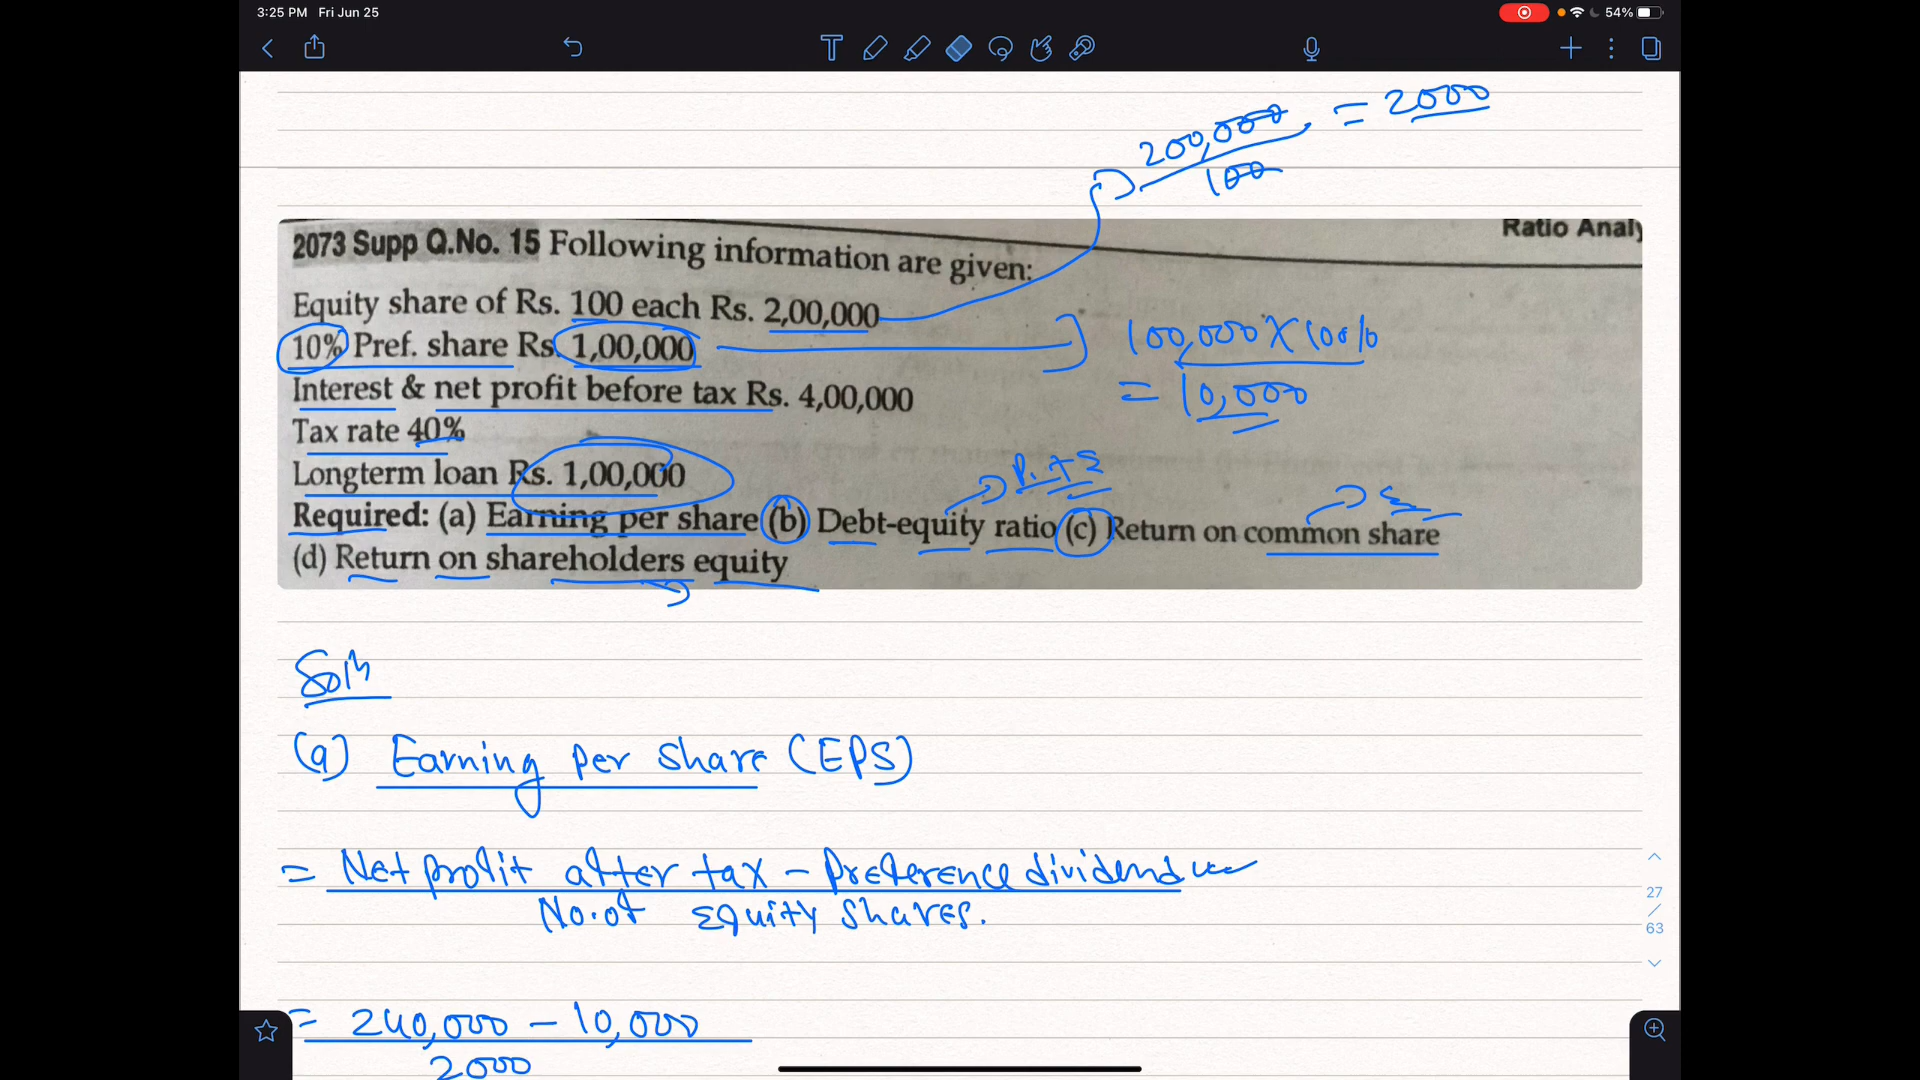 3:25 PM Fri Jun 25
54%
200,000 = 2000
100
Ratio Analy
2073 Supp Q.No. 15 Following information are given:
Equity share of Rs. 100 each Rs. 2,00,000
10% Pref. share Rs. 1,00,000
100,000 X 10%
Interest & net profit before tax Rs. 4,00,000
= 10,000
Tax rate 40%
Longterm loan Rs. 1,00,000
P+E
E
Required: (a) Earning per share (b) Debt-equity ratio (c) Return on common share
(d) Return on shareholders equity
Soln
(a) Earning per share (EPS)
= Net profit after tax - Preference dividend
No. of equity shares.
27
/
63
= 240,000 - 10,000
2000